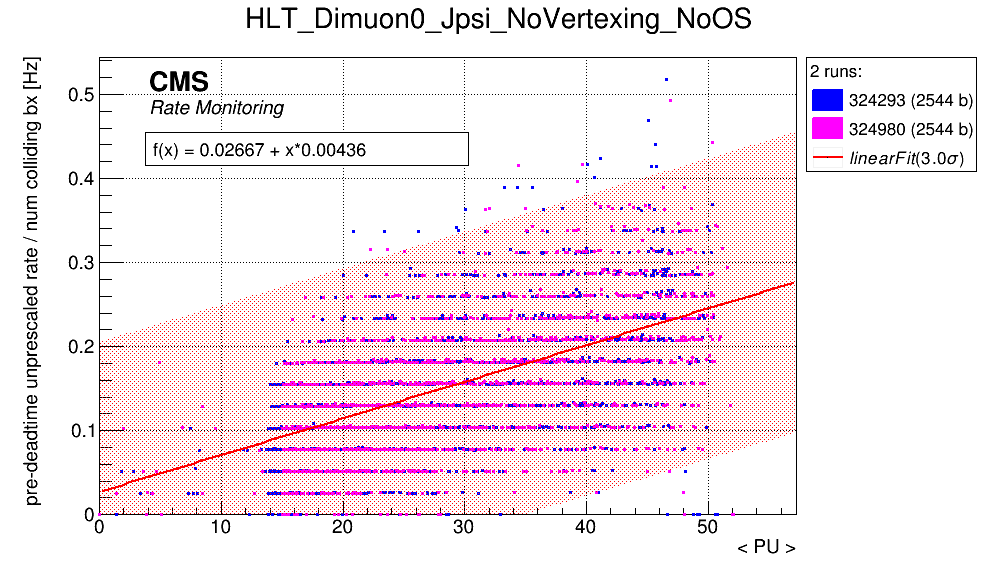 HLT_Dimuon0_Jpsi_NoVertexing_NoOS
pre-deadtime unprescaled rate / num colliding bx [Hz]
CMS
Rate Monitoring
f(x) = 0.02667 + x*0.00436
0.5
0.4
0.3
0.2
0.1
0
0 10 20 30 40 50
< PU >
2 runs:
324293 (2544 b)
324980 (2544 b)
linearFit(3.0σ)